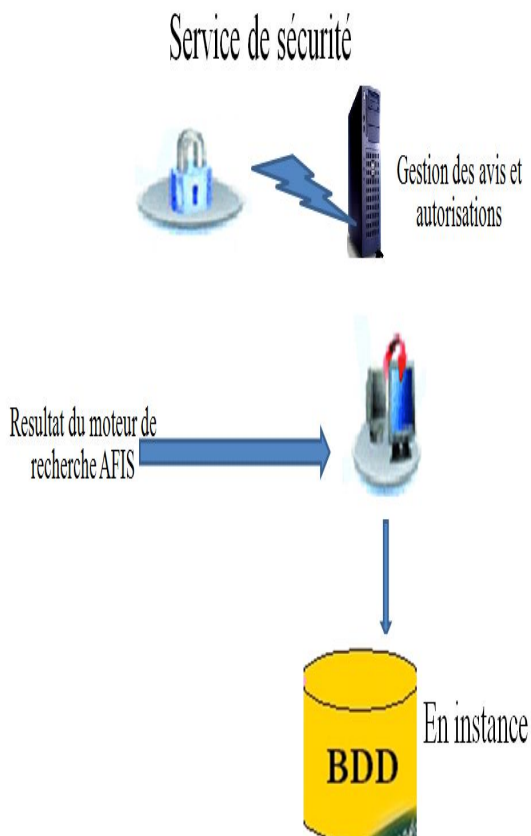 Service de sécurité
Gestion des avis et
autorisations
Resultat du moteur de
recherche AFIS
En instance
BDD